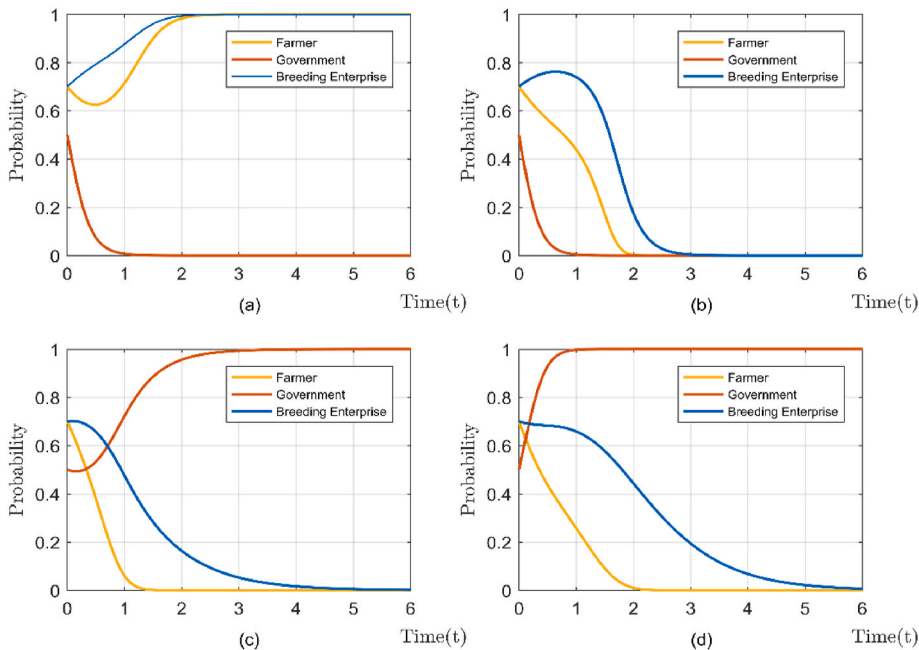 1
0.8
0.6
0.4
0.2
0
Probability
Farmer
Government
Breeding Enterprise
0 1 2 3 4 5 6
(a)
Time(t)
1
0.8
0.6
0.4
0.2
0
Probability
Farmer
Government
Breeding Enterprise
0 1 2 3 4 5 6
(b)
Time(t)
1
0.8
0.6
0.4
0.2
0
Probability
Farmer
Government
Breeding Enterprise
0 1 2 3 4 5 6
(c)
Time(t)
1
0.8
0.6
0.4
0.2
0
Probability
Farmer
Government
Breeding Enterprise
0 1 2 3 4 5 6
(d)
Time(t)